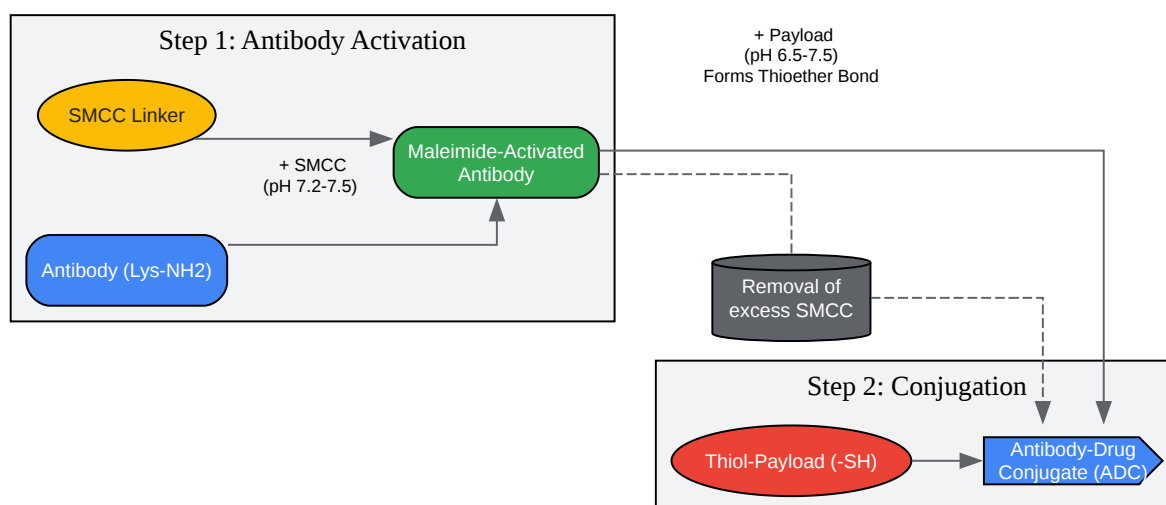 Step 1: Antibody Activation
+ Payload
(pH 6.5-7.5)
Forms Thioether Bond
SMCC Linker
+ SMCC
(pH 7.2-7.5)
Maleimide-Activated
Antibody
Antibody (Lys-NH2)
Removal of
excess SMCC
Step 2: Conjugation
Thiol-Payload (-SH)
Antibody-Drug
Conjugate (ADC)